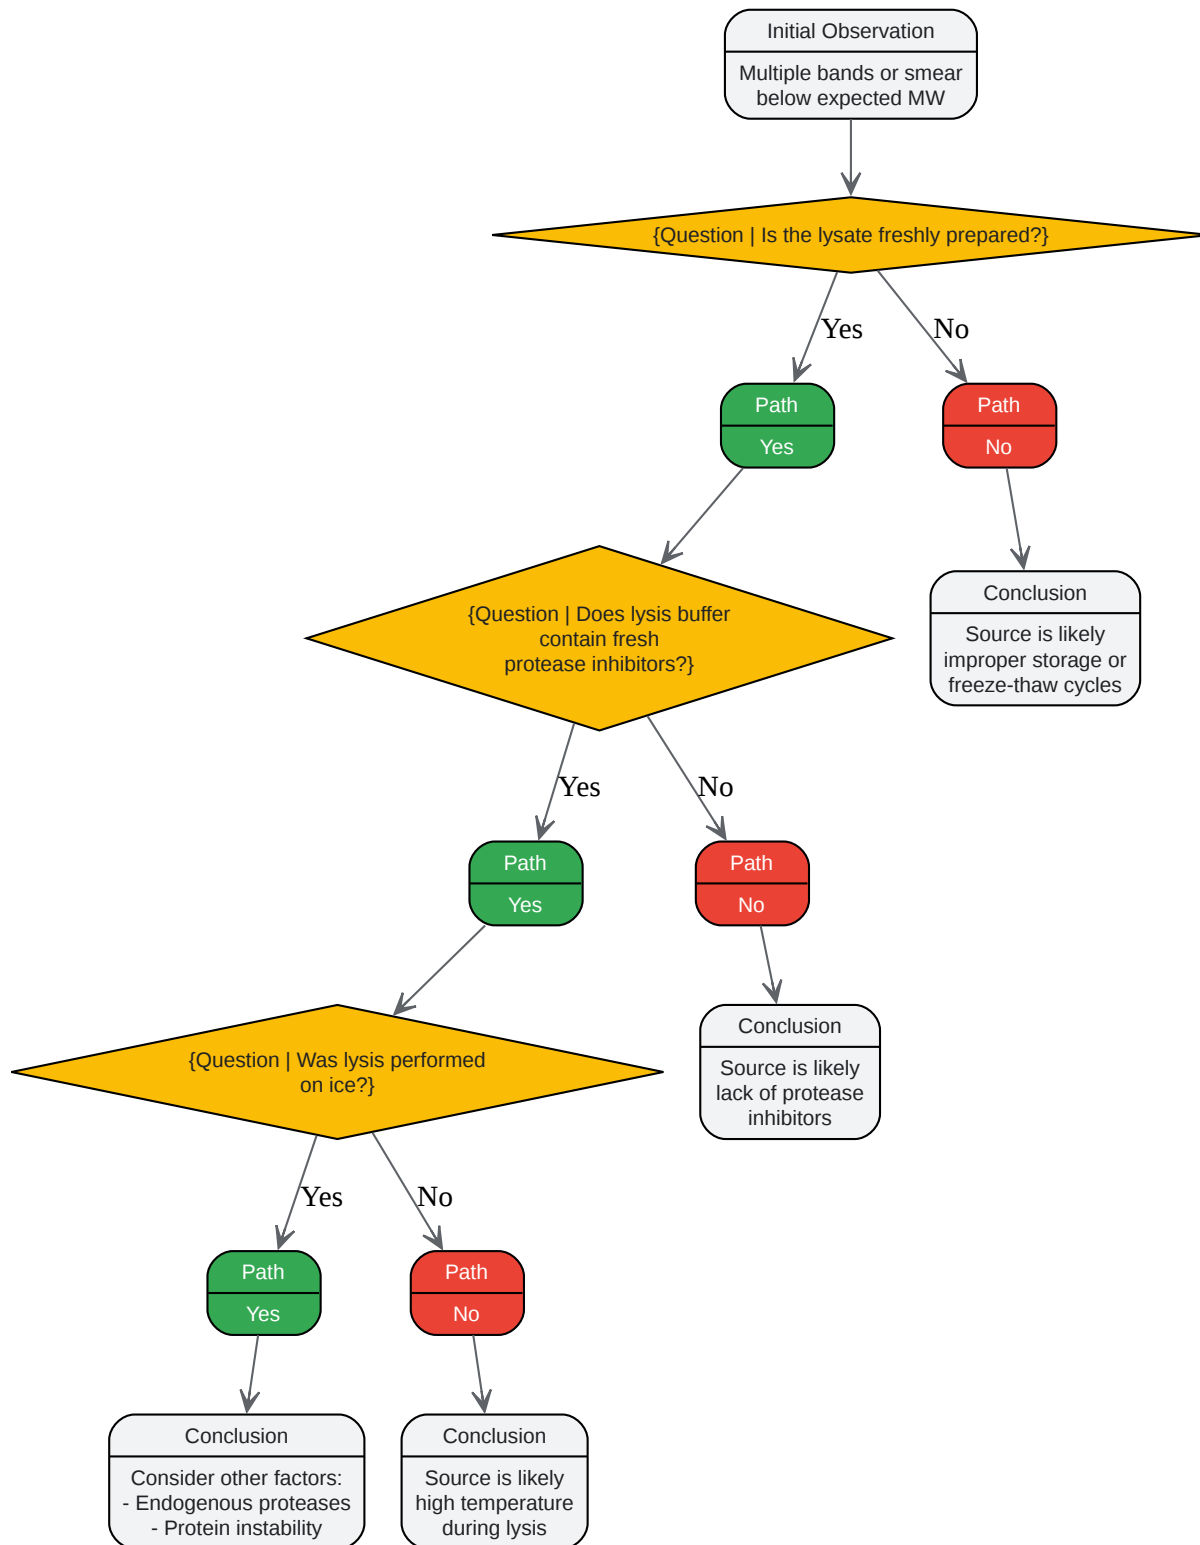 Initial Observation
Multiple bands or smear
below expected MW
{Question | Is the lysate freshly prepared?}
Yes
No
Path
Yes
Path
No
{Question | Does lysis buffer
contain fresh
protease inhibitors?}
Conclusion
Source is likely
improper storage or
freeze-thaw cycles
Yes
No
Path
Yes
Path
No
{Question | Was lysis performed
on ice?}
Conclusion
Source is likely
lack of protease
inhibitors
Yes
No
Path
Yes
Path
No
Conclusion
Consider other factors:
- Endogenous proteases
- Protein instability
Conclusion
Source is likely
high temperature
during lysis